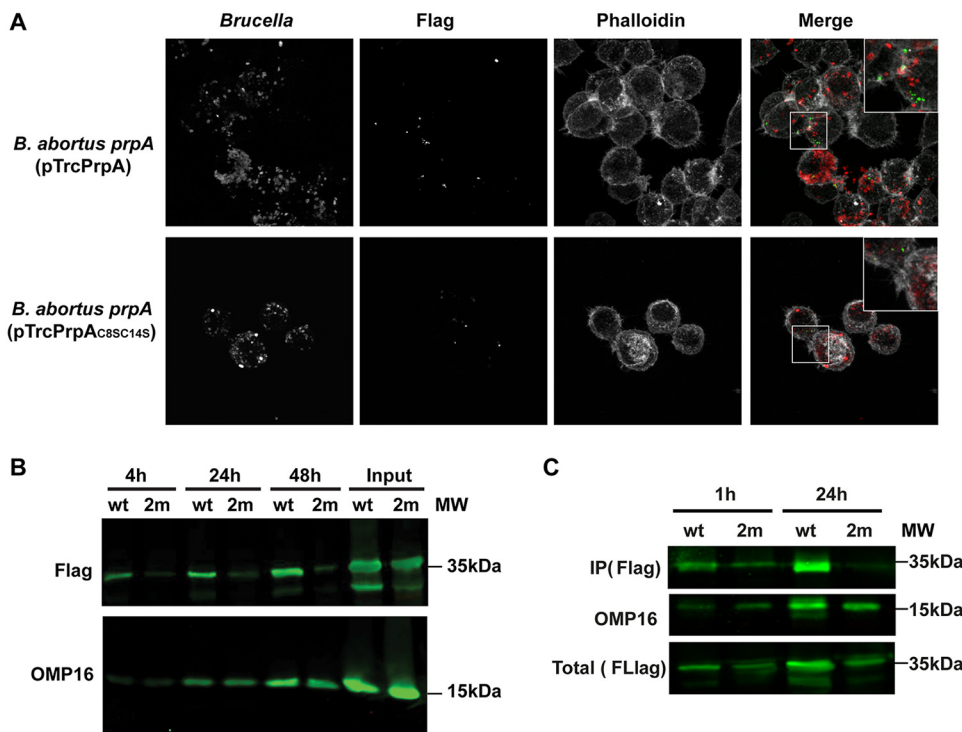 A
Brucella Flag Phalloidin Merge
B. abortus prpA
(pTrcPrpA)
B. abortus prpA
(pTrcPrpAC8SC14S)
B
4h 24h 48h Input
wt 2m wt 2m wt 2m wt 2m MW
Flag
35kDa
OMP16
15kDa
C
1h 24h
wt 2m wt 2m MW
IP(Flag)
35kDa
OMP16
15kDa
Total (FLlag)
35kDa